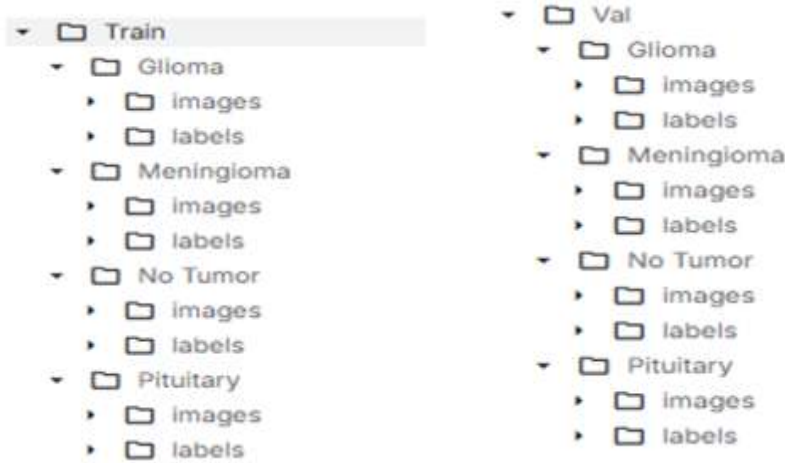 Train
Glioma
images
labels
Meningioma
images
labels
No Tumor
images
labels
Pituitary
images
labels
Val
Glioma
images
labels
Meningioma
images
labels
No Tumor
images
labels
Pituitary
images
labels